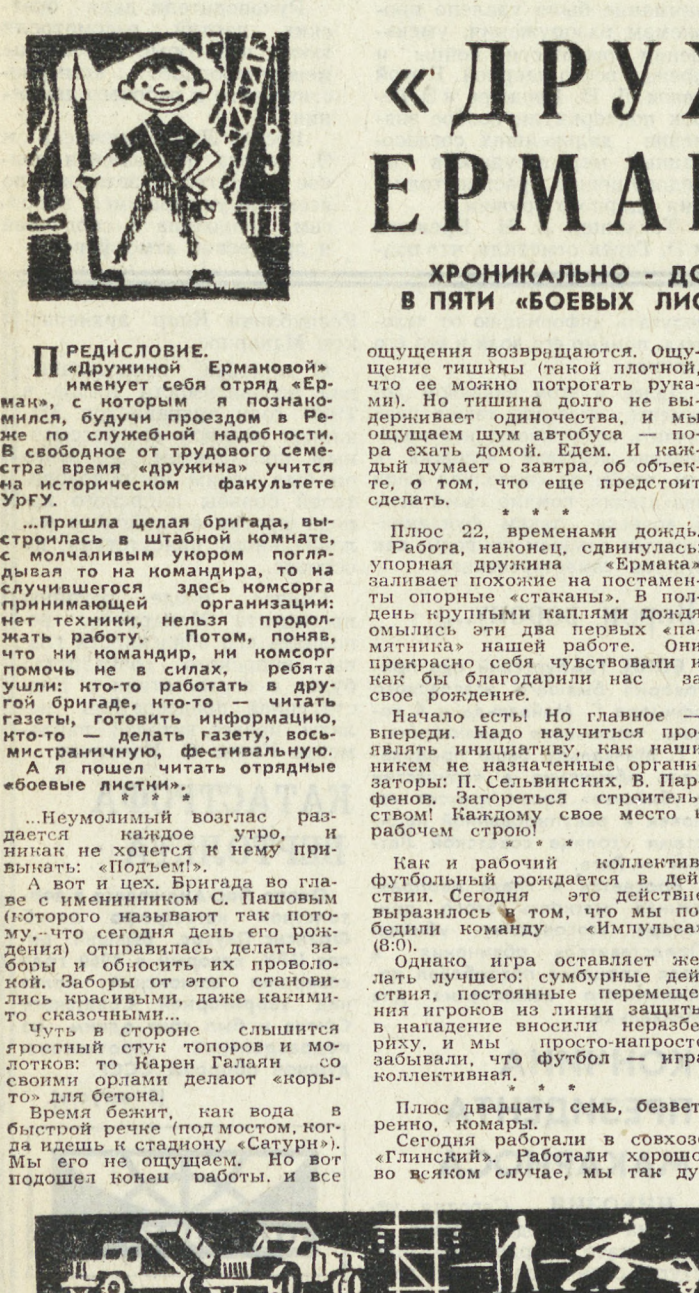 «ДРУЖ
ЕРМАК
ХРОНИКАЛЬНО - ДО
В ПЯТИ «БОЕВЫХ ЛИС
ПРЕДИСЛОВИЕ.
«Дружиной Ермаковой»
именует себя отряд «Ер-
мак», с которым я познако-
мился, будучи проездом в Ре-
же по служебной надобности.
В свободное от трудового семе-
стра время «дружина» учится
на историческом факультете
УрГУ.
...Пришла целая бригада, вы-
строилась в штабной комнате,
с молчаливым укором погля-
дывая то на командира, то на
случившегося здесь комсорга
принимающей организации:
нет техники, нельзя продол-
жать работу. Потом, поняв,
что ни командир, ни комсорг
помочь не в силах, ребята
ушли: кто-то работать в дру-
гой бригаде, кто-то — читать
газеты, готовить информацию,
кто-то — делать газету, вось-
мистраничную, фестивальную.
А я пошел читать отрядные
«боевые листки».
* * *
...Неумолимый возглас раз-
дается каждое утро, и
никак не хочется к нему при-
выкать: «Подъем!».
А вот и цех. Бригада во гла-
ве с именинником С. Пашовым
(которого называют так пото-
му, что сегодня день его рож-
дения) отправилась делать за-
боры и обносить их проволо-
кой. Заборы от этого станови-
лись красивыми, даже какими-
то сказочными...
Чуть в стороне слышится
яростный стук топоров и мо-
лотков: то Карен Галаян со
своими орлами делают «коры-
то» для бетона.
Время бежит, как вода в
быстрой речке (под мостом, ког-
да идешь к стадиону «Сатурн»).
Мы его не ощущаем. Но вот
подошел конец работы, и все
ощущения возвращаются. Ощу-
щение тишины (такой плотной,
что ее можно потрогать рука-
ми). Но тишина долго не вы-
держивает одиночества, и мы
ощущаем шум автобуса — по-
ра ехать домой. Едем. И каж-
дый думает о завтра, об объек-
те, о том, что еще предстоит
сделать.
* * *
Плюс 22, временами дождь.
Работа, наконец, сдвинулась:
упорная дружина «Ермака»
заливает похожие на постамен-
ты опорные «стаканы». В пол-
день крупными каплями дождя
омылись эти два первых «па-
мятника» нашей работе. Они
прекрасно себя чувствовали и
как бы благодарили нас за
свое рождение.
Начало есть! Но главное —
впереди. Надо научиться про-
являть инициативу, как наши
никем не назначенные органи-
заторы: П. Сельвинских, В. Пар-
фенов. Загореться строитель-
ством! Каждому свое место в
рабочем строю!
* * *
Как и рабочий коллектив
футбольный рождается в дей-
ствии. Сегодня это действие
выразилось в том, что мы по-
бедили команду «Импульса»
(8:0).
Однако игра оставляет же-
лать лучшего: сумбурные дей-
ствия, постоянные перемеще-
ния игроков из линии защиты
в нападение вносили неразбе-
риху, и мы просто-напросто
забывали, что футбол — игра
коллективная.
* * *
Плюс двадцать семь, безвет-
ренно, комары.
Сегодня работали в совхозе
«Глинский». Работали хорошо
во всяком случае, мы так ду-